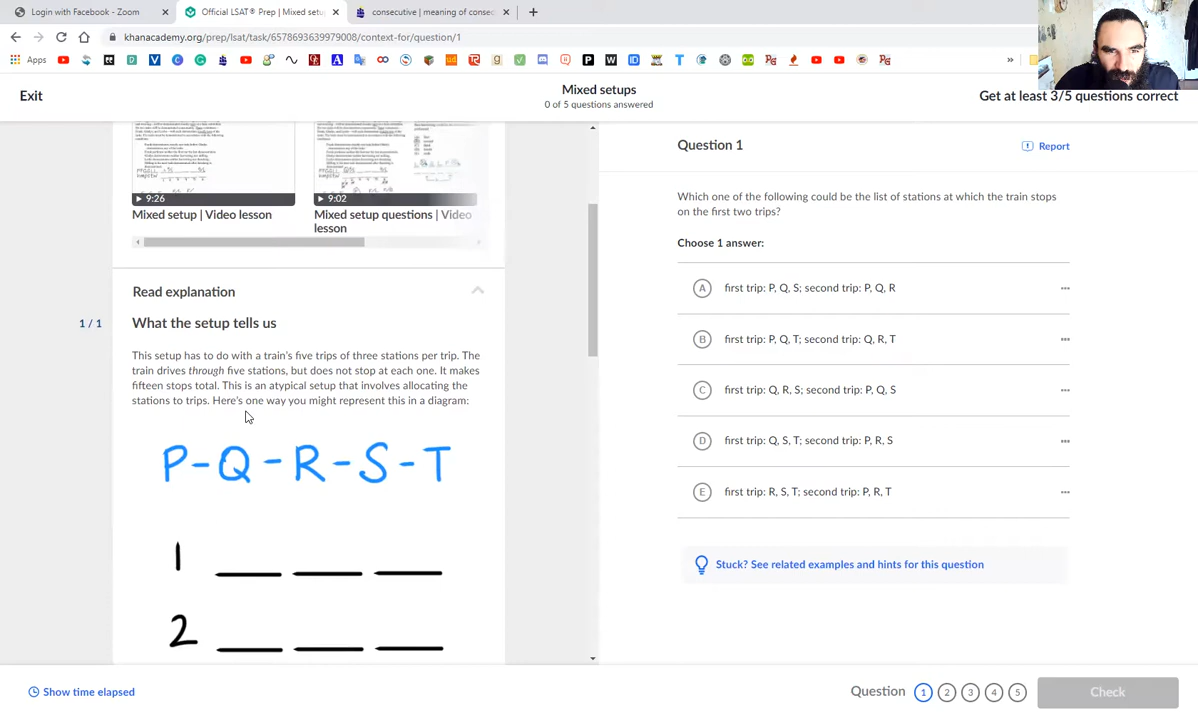 Login with Facebook - Zoom
Official LSAT® Prep | Mixed setu
consecutive | meaning of consec
khanacademy.org/prep/lsat/task/6578693639979008/context-for/question/1
Apps
Exit
Mixed setups
0 of 5 questions answered
Get at least 3/5 questions correct
9:26
9:02
Mixed setup | Video lesson
Mixed setup questions | Video
lesson
Read explanation
1 / 1
What the setup tells us
This setup has to do with a train's five trips of three stations per trip. The
train drives through five stations, but does not stop at each one. It makes
fifteen stops total. This is an atypical setup that involves allocating the
stations to trips. Here's one way you might represent this in a diagram:
P-Q-R-S-T
1
2
Question 1
Report
Which one of the following could be the list of stations at which the train stops
on the first two trips?
Choose 1 answer:
A first trip: P, Q, S; second trip: P, Q, R
B first trip: P, Q, T; second trip: Q, R, T
C first trip: Q, R, S; second trip: P, Q, S
D first trip: Q, S, T; second trip: P, R, S
E first trip: R, S, T; second trip: P, R, T
Stuck? See related examples and hints for this question
Show time elapsed
Question 1 2 3 4 5
Check